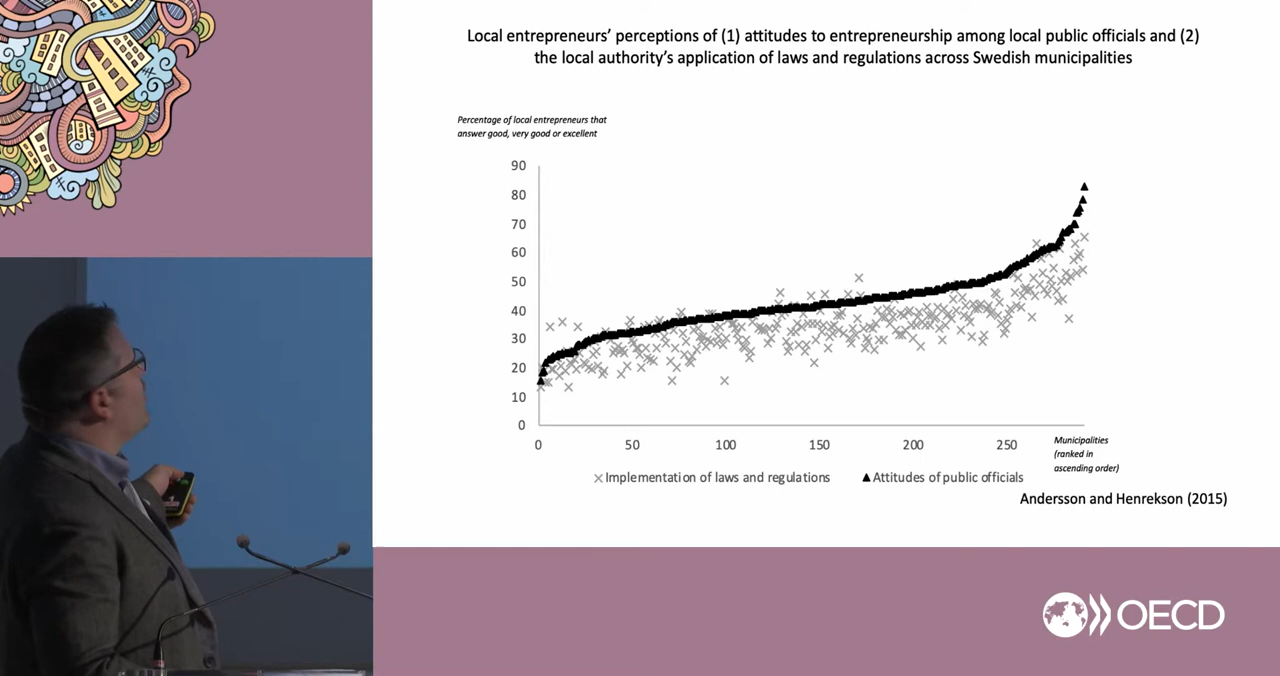 Local entrepreneurs’ perceptions of (1) attitudes to entrepreneurship among local public officials and (2)
the local authority’s application of laws and regulations across Swedish municipalities
Percentage of local entrepreneurs that
answer good, very good or excellent
90
80
70
60
50
40
30
20
10
0
0 50 100 150 200 250
Municipalities
(ranked in
ascending order)
Implementation of laws and regulations Attitudes of public officials
Andersson and Henrekson (2015)
OECD